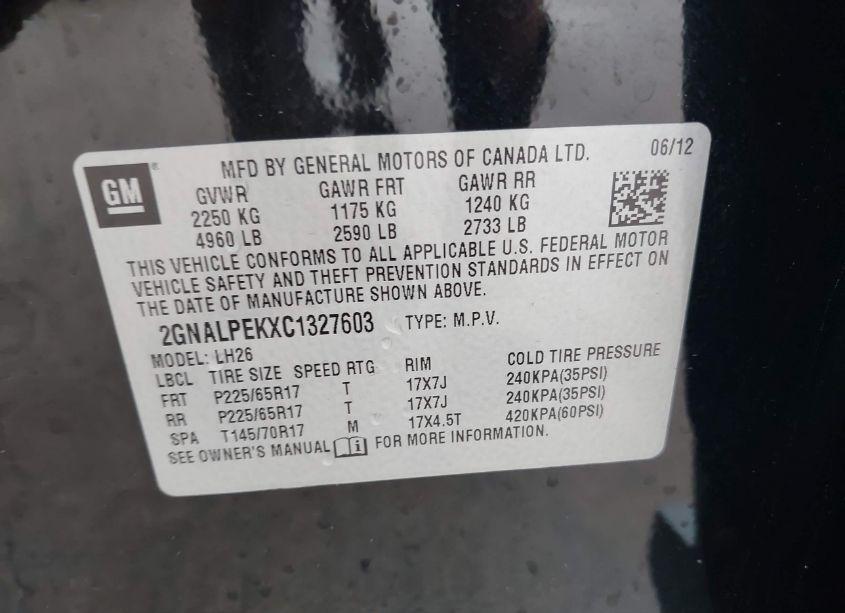 GM
MFD BY GENERAL MOTORS OF CANADA LTD. 06/12
GVWR GAWR FRT GAWR RR
2250 KG 1175 KG 1240 KG
4960 LB 2590 LB 2733 LB
THIS VEHICLE CONFORMS TO ALL APPLICABLE U.S. FEDERAL MOTOR
VEHICLE SAFETY AND THEFT PREVENTION STANDARDS IN EFFECT ON
THE DATE OF MANUFACTURE SHOWN ABOVE.
2GNALPEKXC1327603 TYPE: M.P.V.
MODEL: LH26
LBCL TIRE SIZE SPEED RTG RIM COLD TIRE PRESSURE
FRT P225/65R17 T 17X7J 240KPA(35PSI)
RR P225/65R17 T 17X7J 240KPA(35PSI)
SPA T145/70R17 M 17X4.5T 420KPA(60PSI)
SEE OWNER'S MANUAL i FOR MORE INFORMATION.